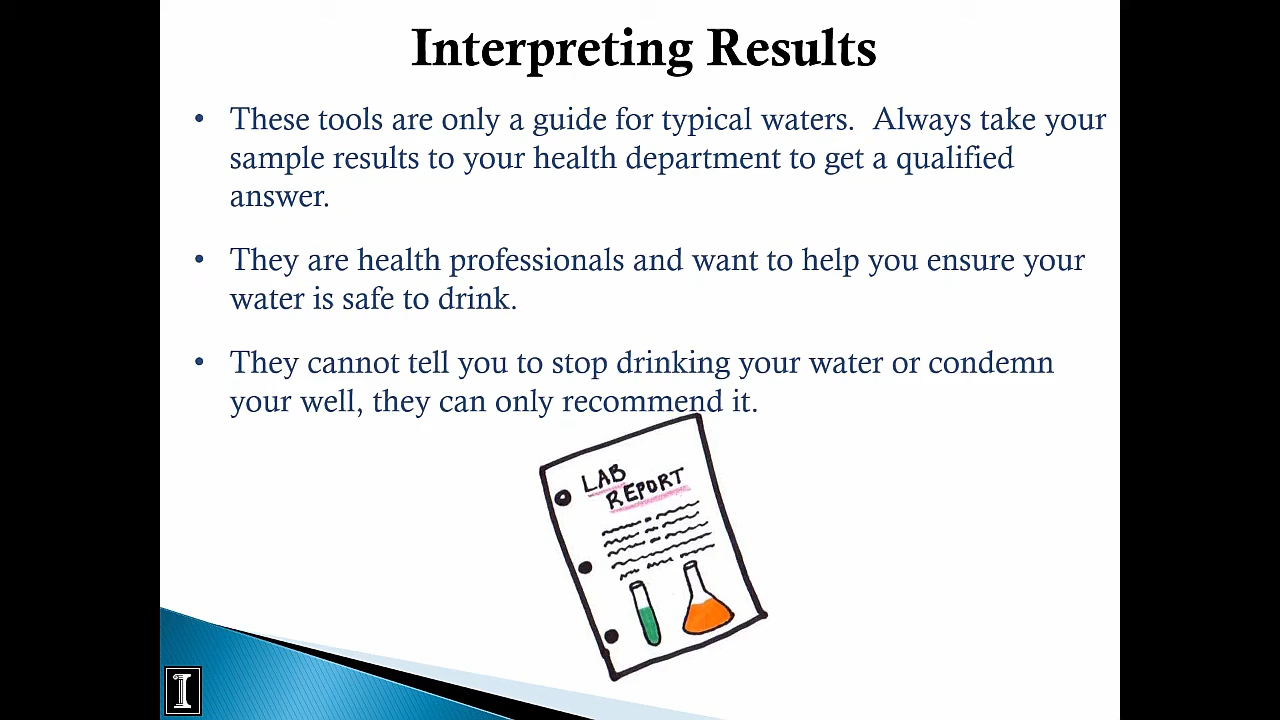 Interpreting Results
• These tools are only a guide for typical waters.  Always take your
sample results to your health department to get a qualified
answer.
• They are health professionals and want to help you ensure your
water is safe to drink.
• They cannot tell you to stop drinking your water or condemn
your well, they can only recommend it.
LAB
REPORT
I